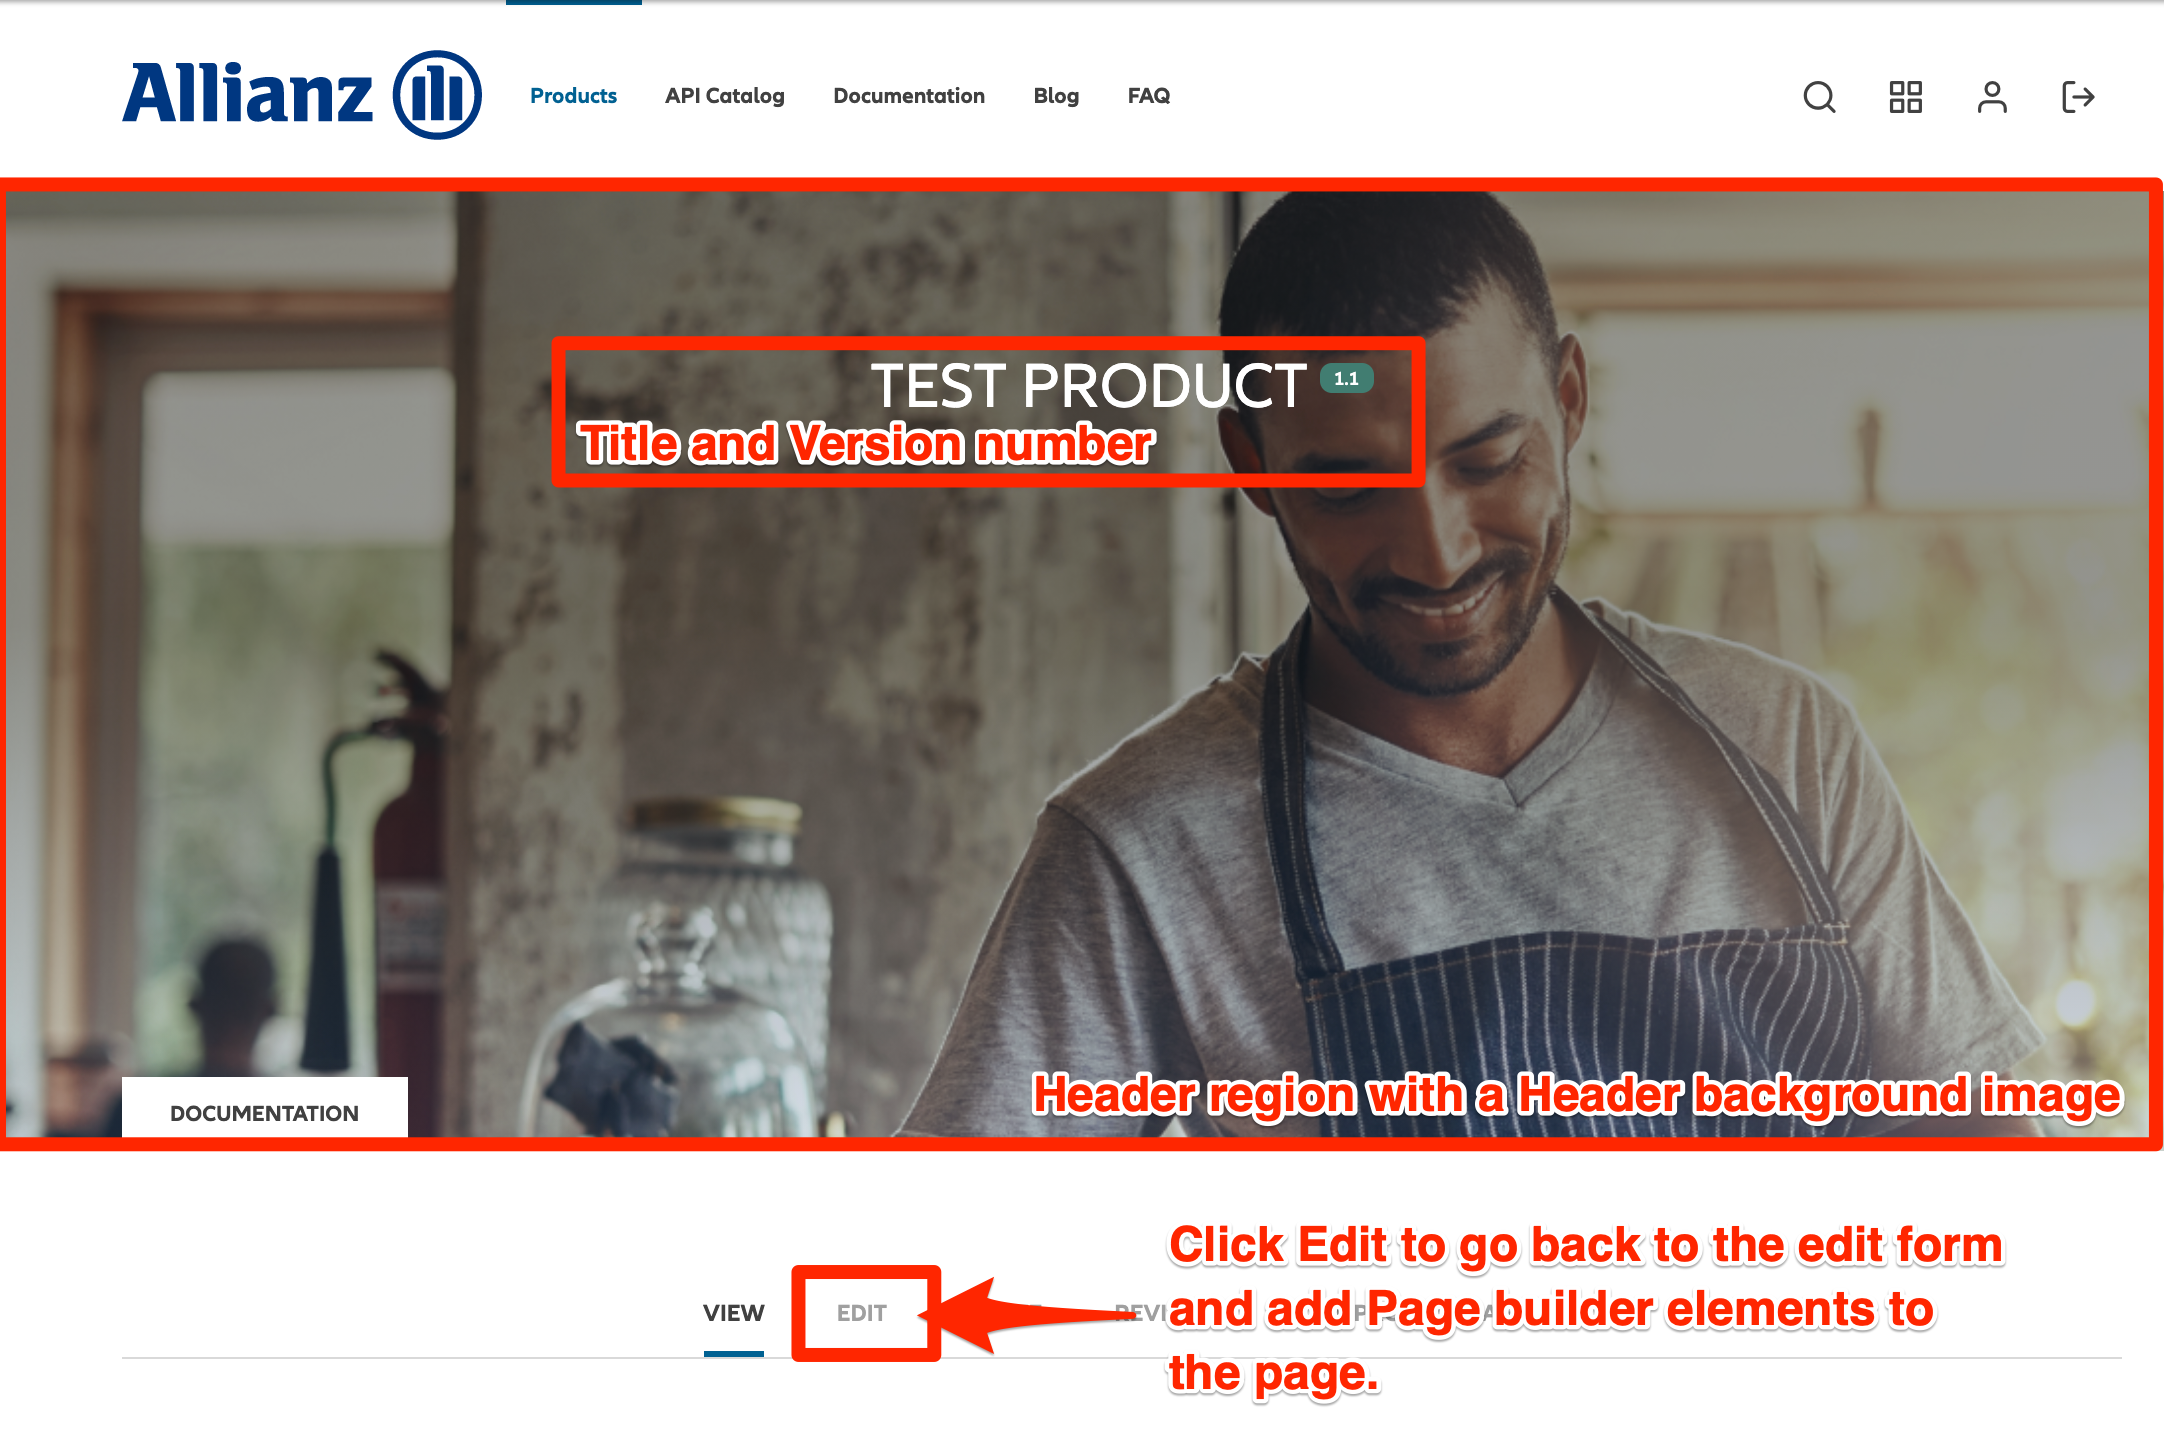 Allianz
Products API Catalog Documentation Blog FAQ
TEST PRODUCT 1.1
Title and Version number
Header region with a Header background image
DOCUMENTATION
VIEW EDIT
Click Edit to go back to the edit form
and add Page builder elements to
the page.